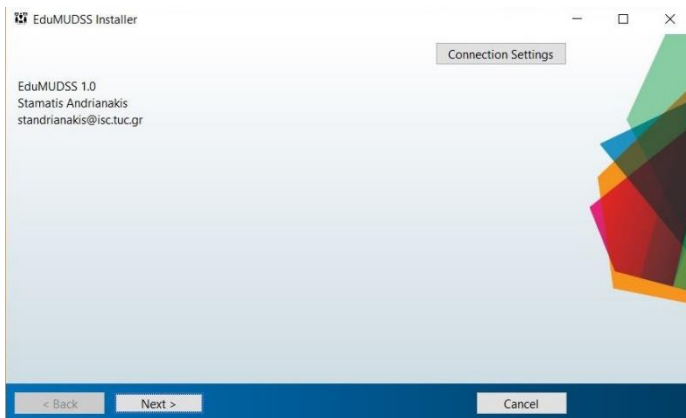 EduMUDSS Installer
Connection Settings
EduMUDSS 1.0
Stamatis Andrianakis
standrianakis@isc.tuc.gr
< Back
Next >
Cancel